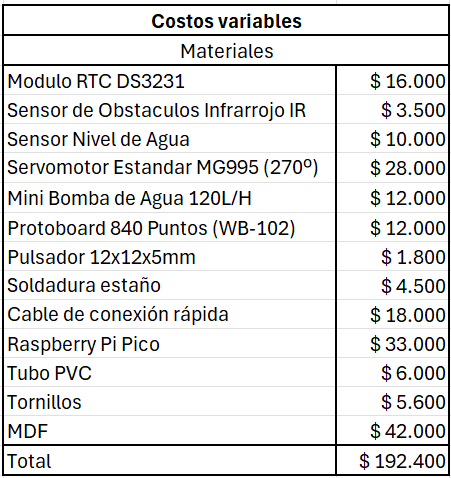 Costos variables
Materiales
Modulo RTC DS3231 $ 16.000
Sensor de Obstaculos Infrarrojo IR $ 3.500
Sensor Nivel de Agua $ 10.000
Servomotor Estandar MG995 (270º) $ 28.000
Mini Bomba de Agua 120L/H $ 12.000
Protoboard 840 Puntos (WB-102) $ 12.000
Pulsador 12x12x5mm $ 1.800
Soldadura estaño $ 4.500
Cable de conexión rápida $ 18.000
Raspberry Pi Pico $ 33.000
Tubo PVC $ 6.000
Tornillos $ 5.600
MDF $ 42.000
Total $ 192.400